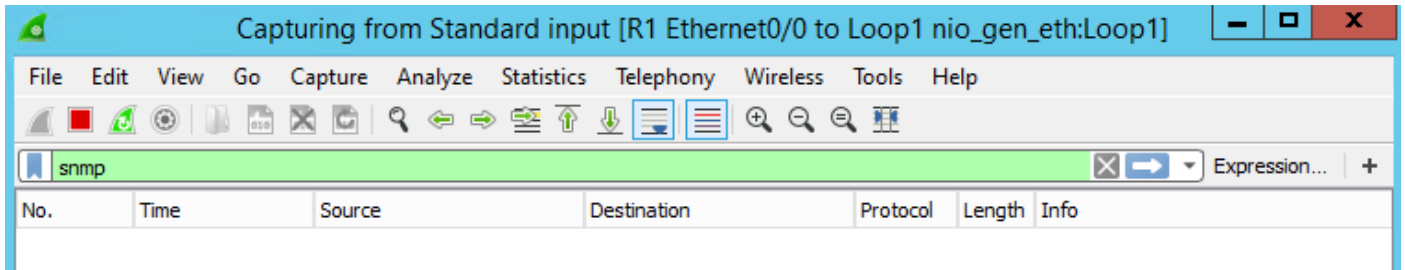 Capturing from Standard input [R1 Ethernet0/0 to Loop1 nio_gen_eth:Loop1]
File Edit View Go Capture Analyze Statistics Telephony Wireless Tools Help
snmp Expression... +
No. Time Source Destination Protocol Length Info